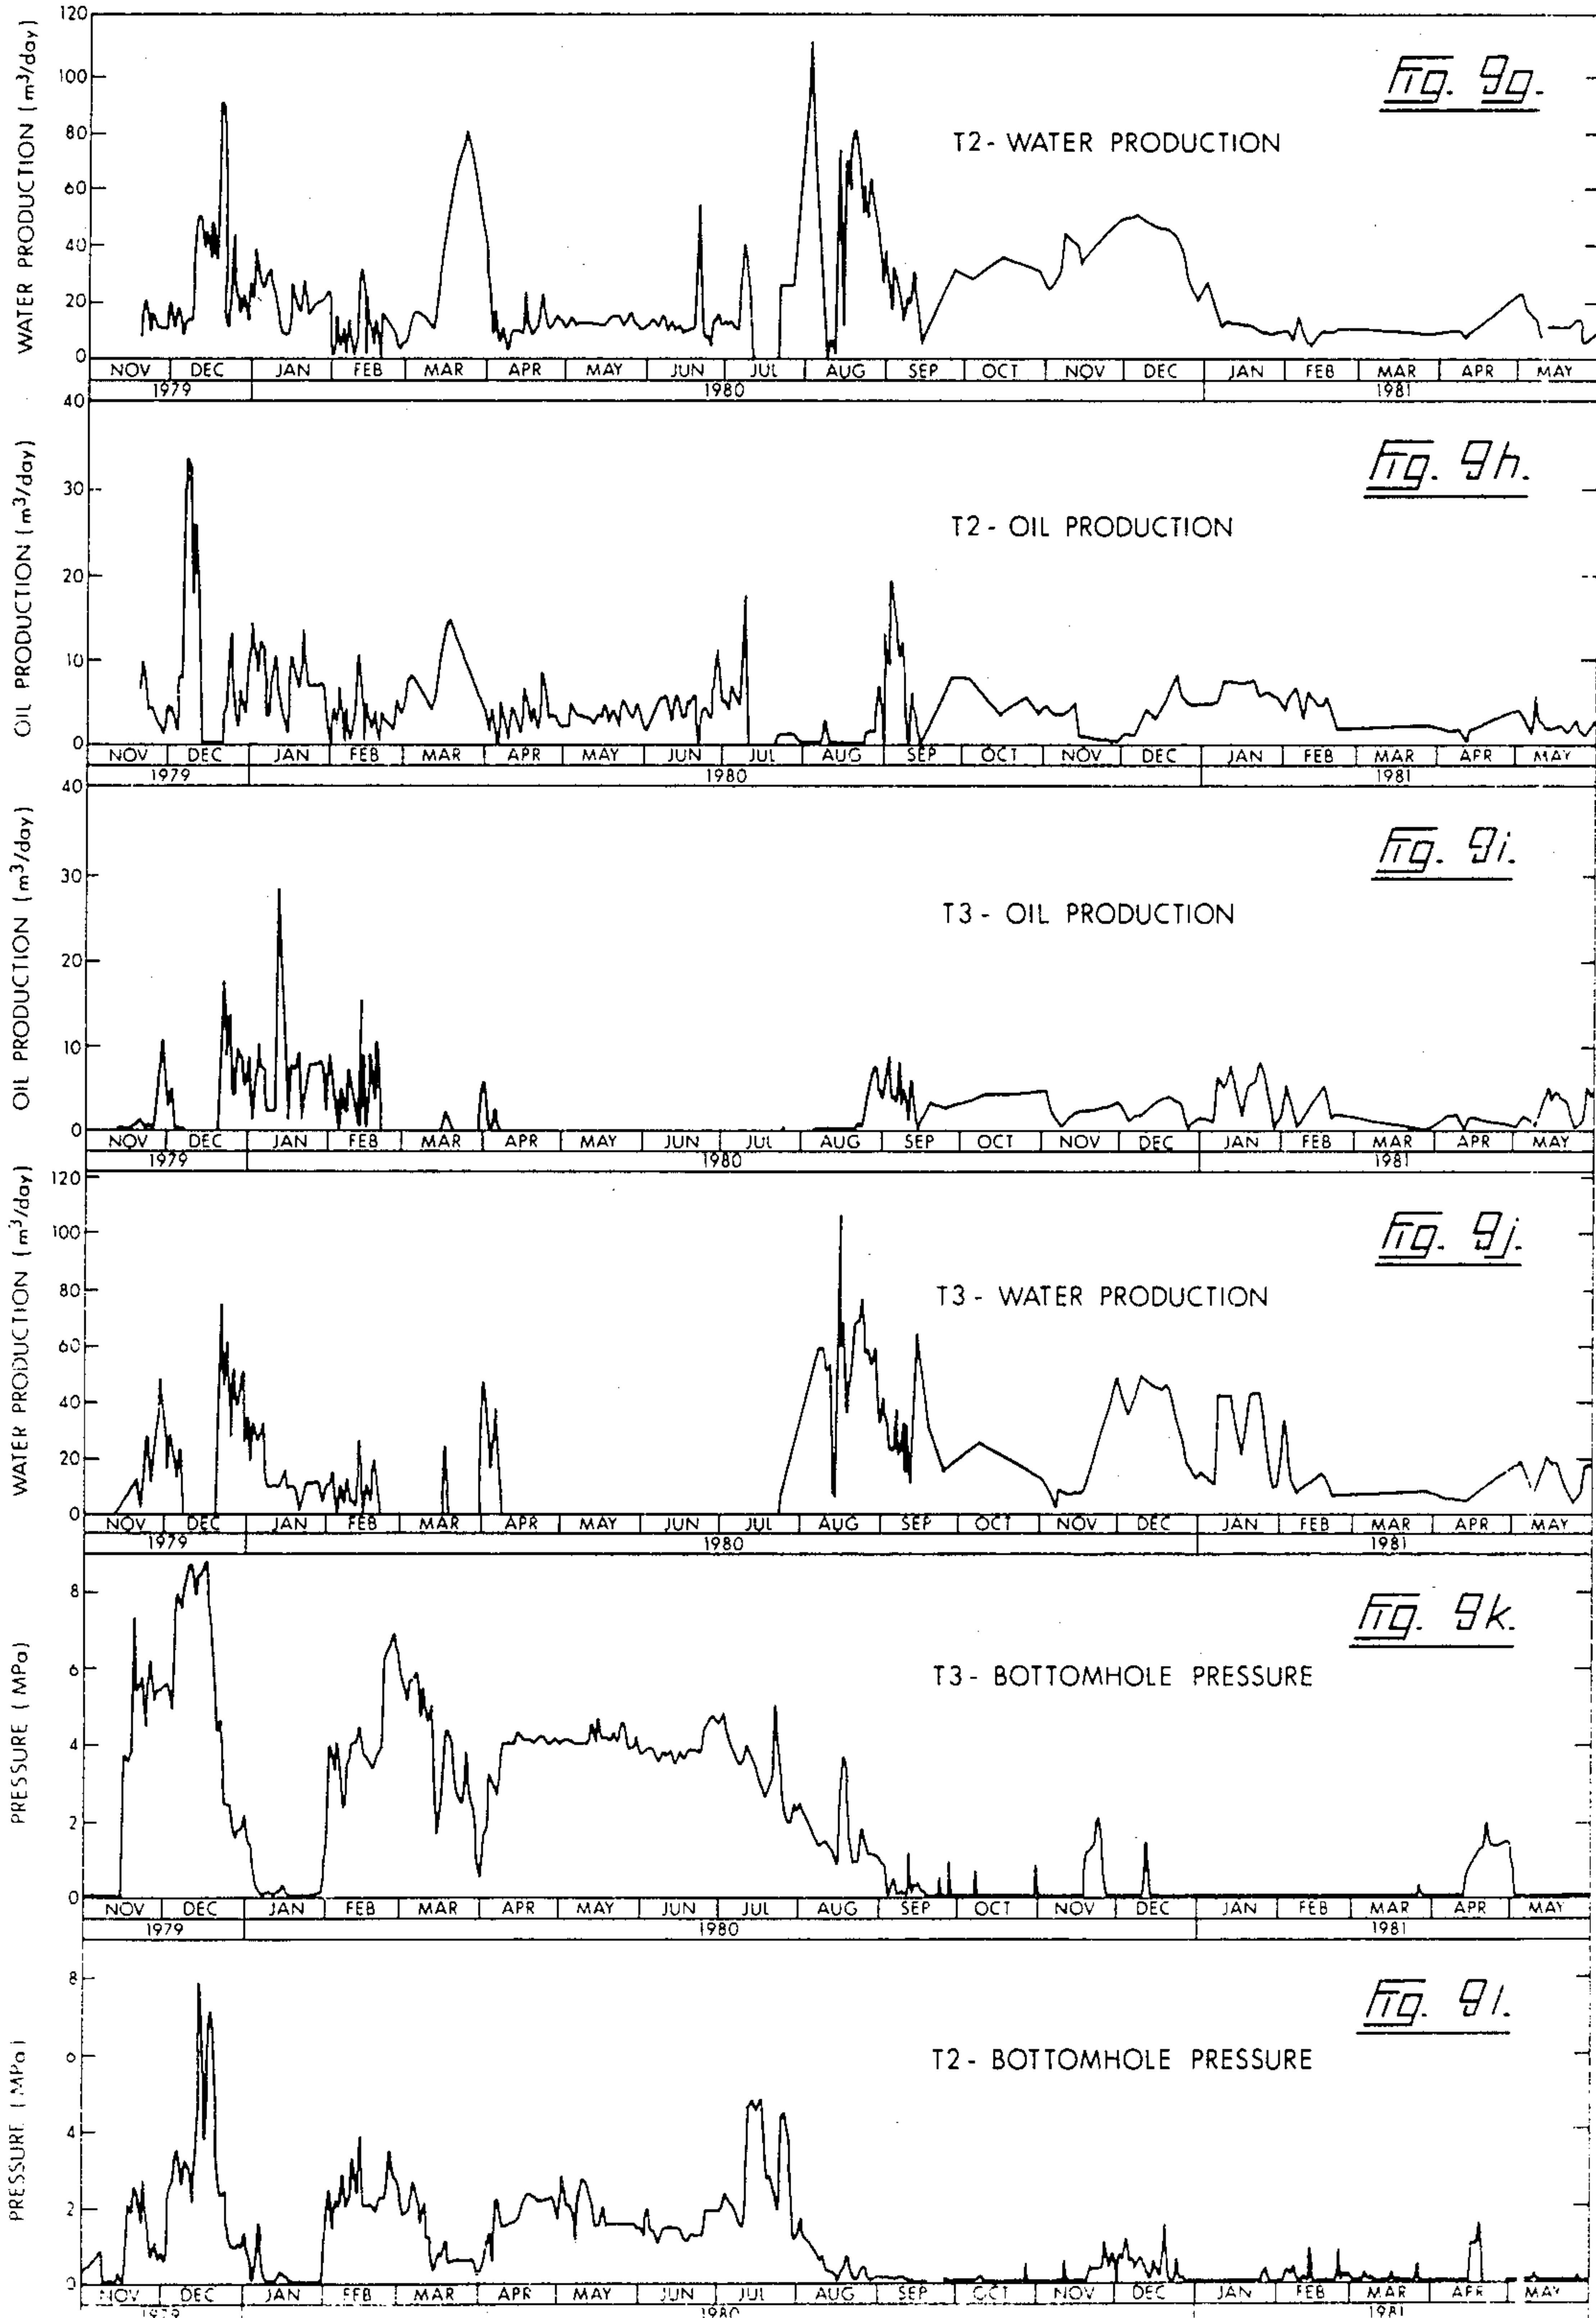 WATER PRODUCTION (m³/day)
120
100
80
60
40
20
0
Fig. 9g.
T2 - WATER PRODUCTION
NOV DEC JAN FEB MAR APR MAY JUN JUL AUG SEP OCT NOV DEC JAN FEB MAR APR MAY
1979 1980 1981
OIL PRODUCTION (m³/day)
40
30
20
10
0
Fig. 9h.
T2 - OIL PRODUCTION
NOV DEC JAN FEB MAR APR MAY JUN JUL AUG SEP OCT NOV DEC JAN FEB MAR APR MAY
1979 1980 1981
OIL PRODUCTION (m³/day)
40
30
20
10
0
Fig. 9i.
T3 - OIL PRODUCTION
NOV DEC JAN FEB MAR APR MAY JUN JUL AUG SEP OCT NOV DEC JAN FEB MAR APR MAY
1979 1980 1981
WATER PRODUCTION (m³/day)
120
100
80
60
40
20
0
Fig. 9j.
T3 - WATER PRODUCTION
NOV DEC JAN FEB MAR APR MAY JUN JUL AUG SEP OCT NOV DEC JAN FEB MAR APR MAY
1979 1980 1981
PRESSURE (MPa)
8
6
4
2
0
Fig. 9k.
T3 - BOTTOMHOLE PRESSURE
NOV DEC JAN FEB MAR APR MAY JUN JUL AUG SEP OCT NOV DEC JAN FEB MAR APR MAY
1979 1980 1981
PRESSURE (MPa)
8
6
4
2
0
Fig. 9l.
T2 - BOTTOMHOLE PRESSURE
NOV DEC JAN FEB MAR APR MAY JUN JUL AUG SEP OCT NOV DEC JAN FEB MAR APR MAY
1979 1980 1981